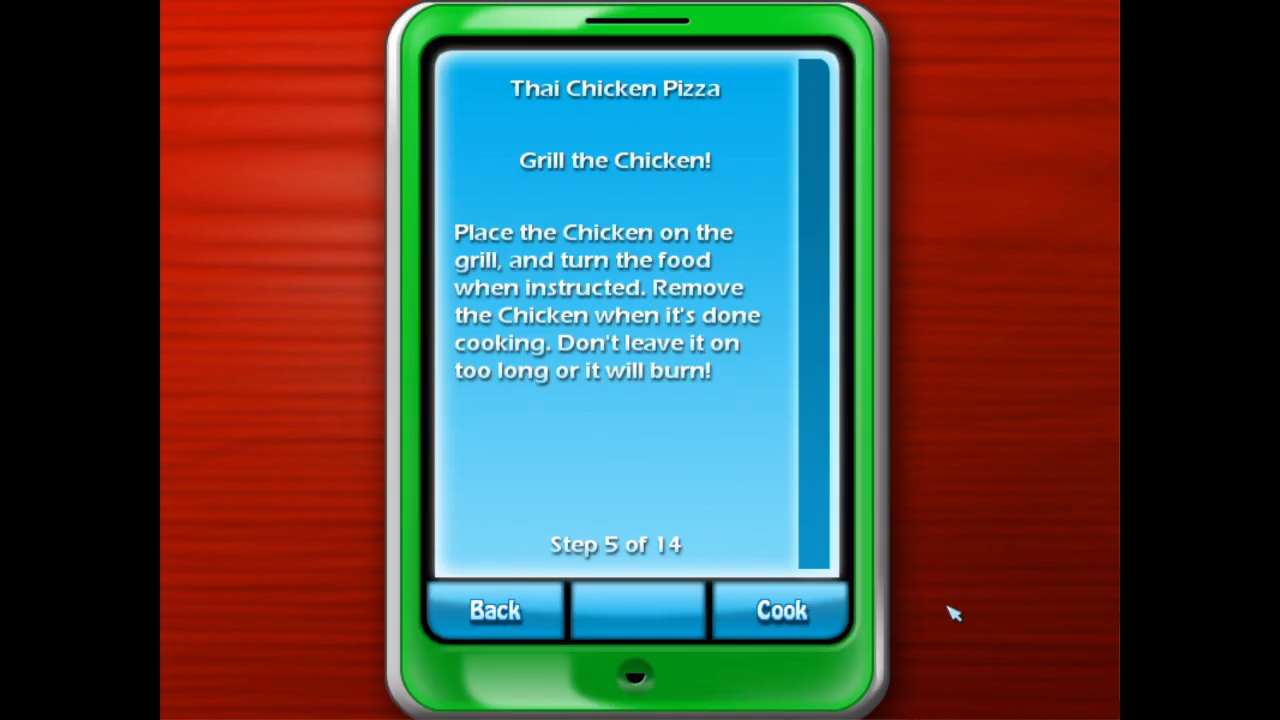 Thai Chicken Pizza
Grill the Chicken!
Place the Chicken on the
grill, and turn the food
when instructed. Remove
the Chicken when it's done
cooking. Don't leave it on
too long or it will burn!
Step 5 of 14
Back
Cook